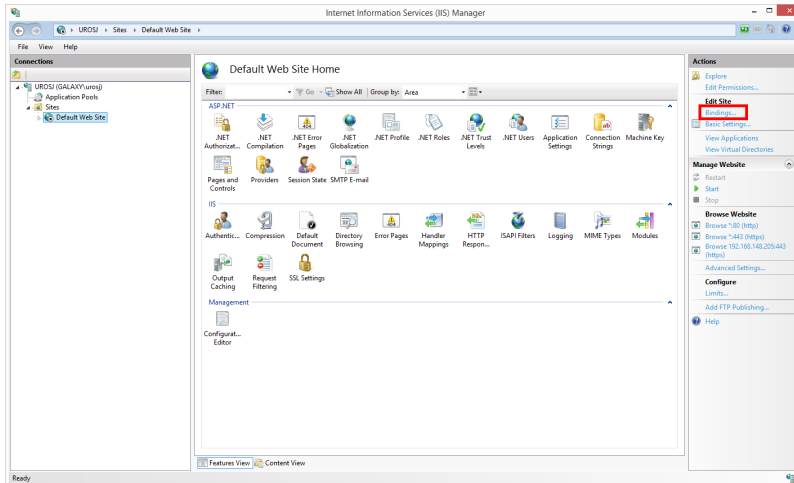 Internet Information Services (IIS) Manager
UROSJ
Sites
Default Web Site
File View Help
Connections
UROSJ (GALAXY\urosj)
Application Pools
Sites
Default Web Site
Default Web Site Home
Filter: Go Show All Group by: Area
ASP.NET
.NET Authorizat...
.NET Compilation
.NET Error Pages
.NET Globalization
.NET Profile
.NET Roles
.NET Trust Levels
.NET Users
Application Settings
Connection Strings
Machine Key
Pages and Controls
Providers
Session State
SMTP E-mail
IIS
Authentic...
Compression
Default Document
Directory Browsing
Error Pages
Handler Mappings
HTTP Respon...
ISAPI Filters
Logging
MIME Types
Modules
Output Caching
Request Filtering
SSL Settings
Management
Configurat... Editor
Features View Content View
Ready
Actions
Explore
Edit Permissions...
Edit Site
Bindings...
Basic Settings...
View Applications
View Virtual Directories
Manage Website
Restart
Start
Stop
Browse Website
Browse *:80 (http)
Browse *:443 (https)
Browse 192.168.148.205:443
(https)
Advanced Settings...
Configure
Limits...
Add FTP Publishing...
Help